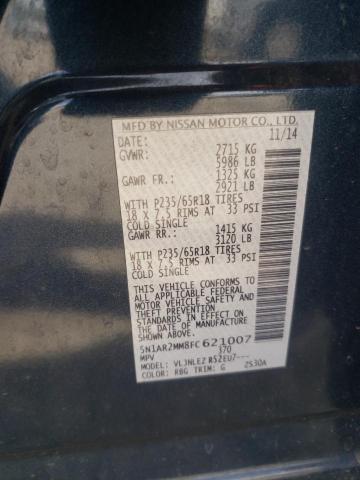 MFD BY NISSAN MOTOR CO., LTD.
DATE: 11/14
GVWR: 2715 KG
5986 LB
GAWR FR: 1325 KG
2921 LB
WITH P235/65R18 TIRES
18 X 7.5 RIMS AT 33 PSI
COLD SINGLE
GAWR RR: 1415 KG
3120 LB
WITH P235/65R18 TIRES
18 X 7.5 RIMS AT 33 PSI
COLD SINGLE
THIS VEHICLE CONFORMS TO
ALL APPLICABLE FEDERAL
MOTOR VEHICLE SAFETY AND
THEFT PREVENTION
STANDARDS IN EFFECT ON
THE DATE OF MANUFACTURE
SHOWN ABOVE.
5N1AR2MM8FC621007
MPV 370
MODEL: VLJNLEZ R52EU7---
COLOR: RBG TRIM: G 2S30A